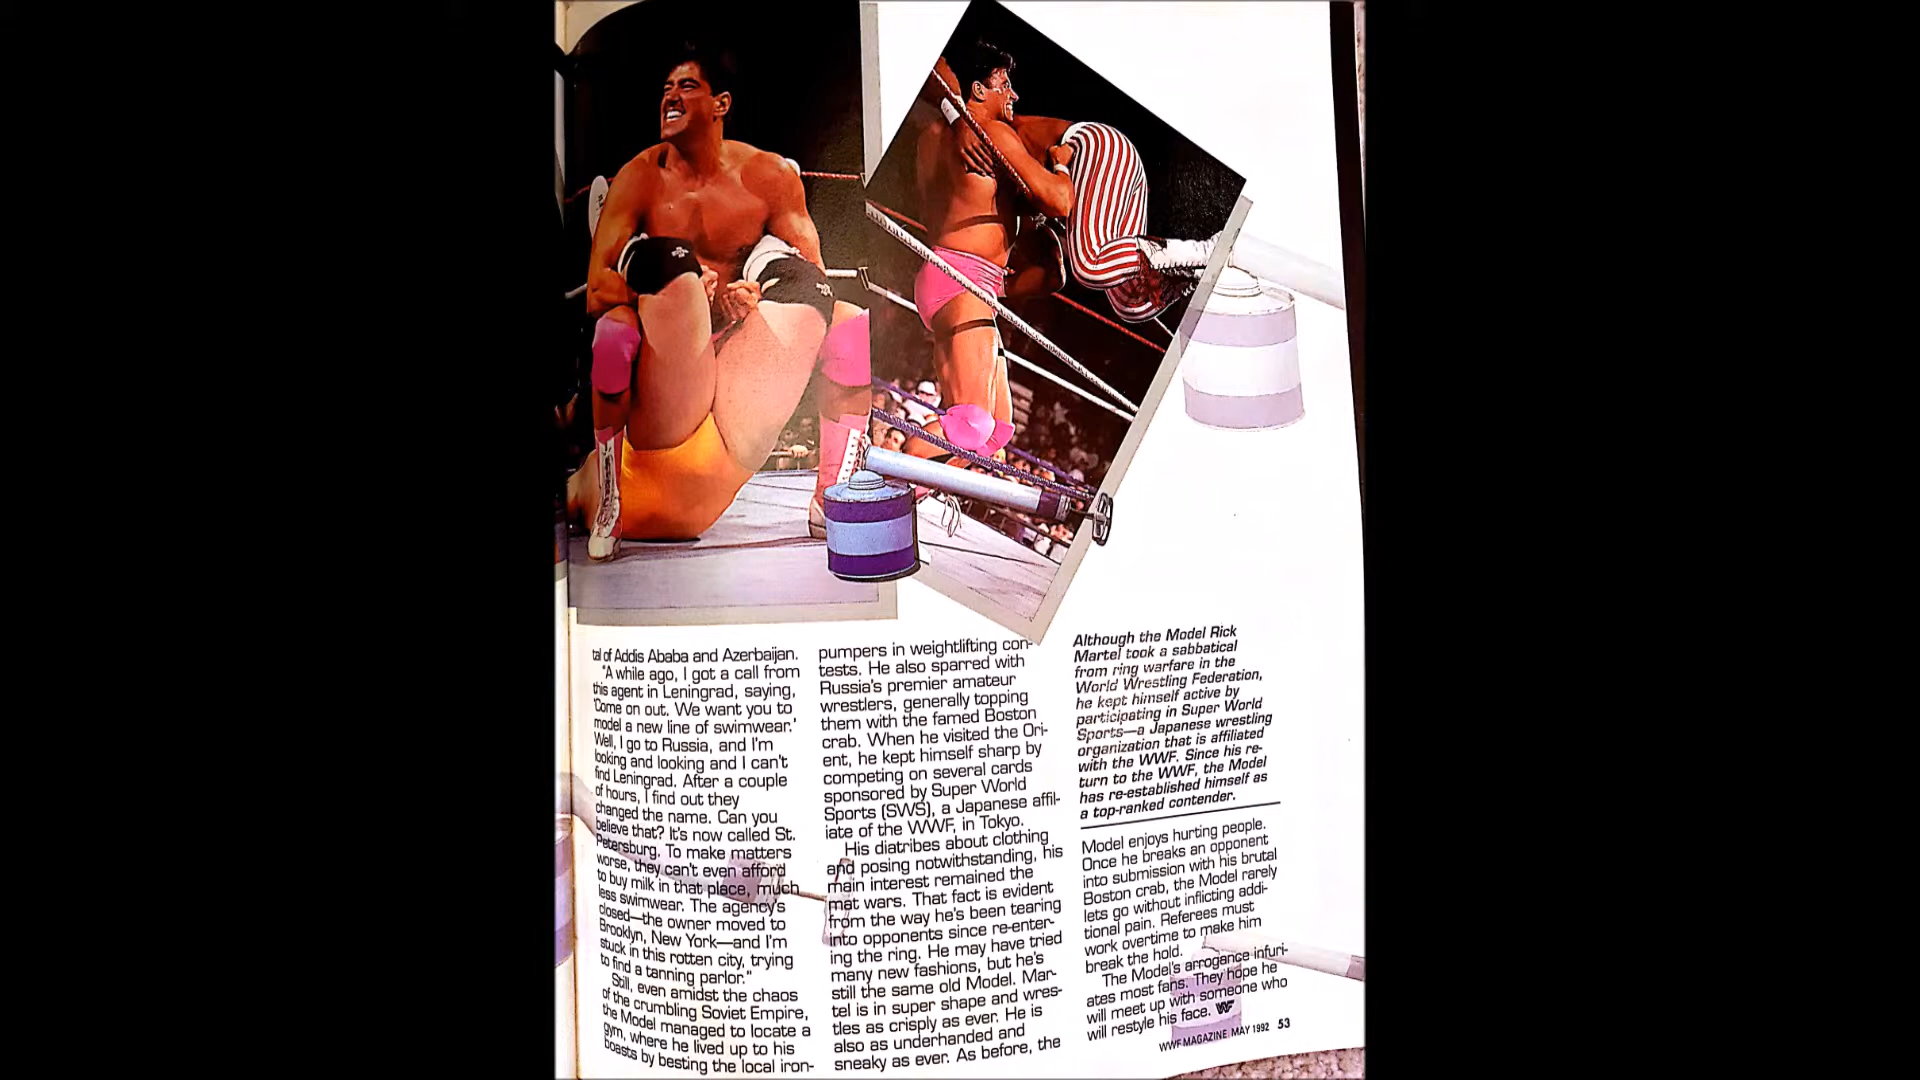 tal of Addis Ababa and Azerbaijan.
"A while ago, I got a call from
this agent in Leningrad, saying,
'Come on out. We want you to
model a new line of swimwear.'
Well, I go to Russia, and I'm
looking and looking and I can't
find Leningrad. After a couple
of hours, I find out they
changed the name. Can you
believe that? It's now called St.
Petersburg. To make matters
worse, they can't even afford
to buy milk in that place, much
less swimwear. The agency's
closed—the owner moved to
Brooklyn, New York—and I'm
stuck in this rotten city, trying
to find a tanning parlor."
Still, even amidst the chaos
of the crumbling Soviet Empire,
the Model managed to locate a
gym, where he lived up to his
boasts by besting the local iron-
pumpers in weightlifting con-
tests. He also sparred with
Russia's premier amateur
wrestlers, generally topping
them with the famed Boston
crab. When he visited the Ori-
ent, he kept himself sharp by
competing on several cards
sponsored by Super World
Sports (SWS), a Japanese affil-
iate of the WWF, in Tokyo.
His diatribes about clothing
and posing notwithstanding, his
main interest remained the
mat wars. That fact is evident
from the way he's been tearing
into opponents since re-enter-
ing the ring. He may have tried
many new fashions, but he's
still the same old Model. Mar-
tel is in super shape and wres-
tles as crisply as ever. He is
also as underhanded and
sneaky as ever. As before, the
Although the Model Rick
Martel took a sabbatical
from ring warfare in the
World Wrestling Federation,
he kept himself active by
participating in Super World
Sports—a Japanese wrestling
organization that is affiliated
with the WWF. Since his re-
turn to the WWF, the Model
has re-established himself as
a top-ranked contender.
Model enjoys hurting people.
Once he breaks an opponent
into submission with his brutal
Boston crab, the Model rarely
lets go without inflicting addi-
tional pain. Referees must
work overtime to make him
break the hold.
The Model's arrogance infuri-
ates most fans. They hope he
will meet up with someone who
will restyle his face. WF
WWF MAGAZINE, MAY 1992 53